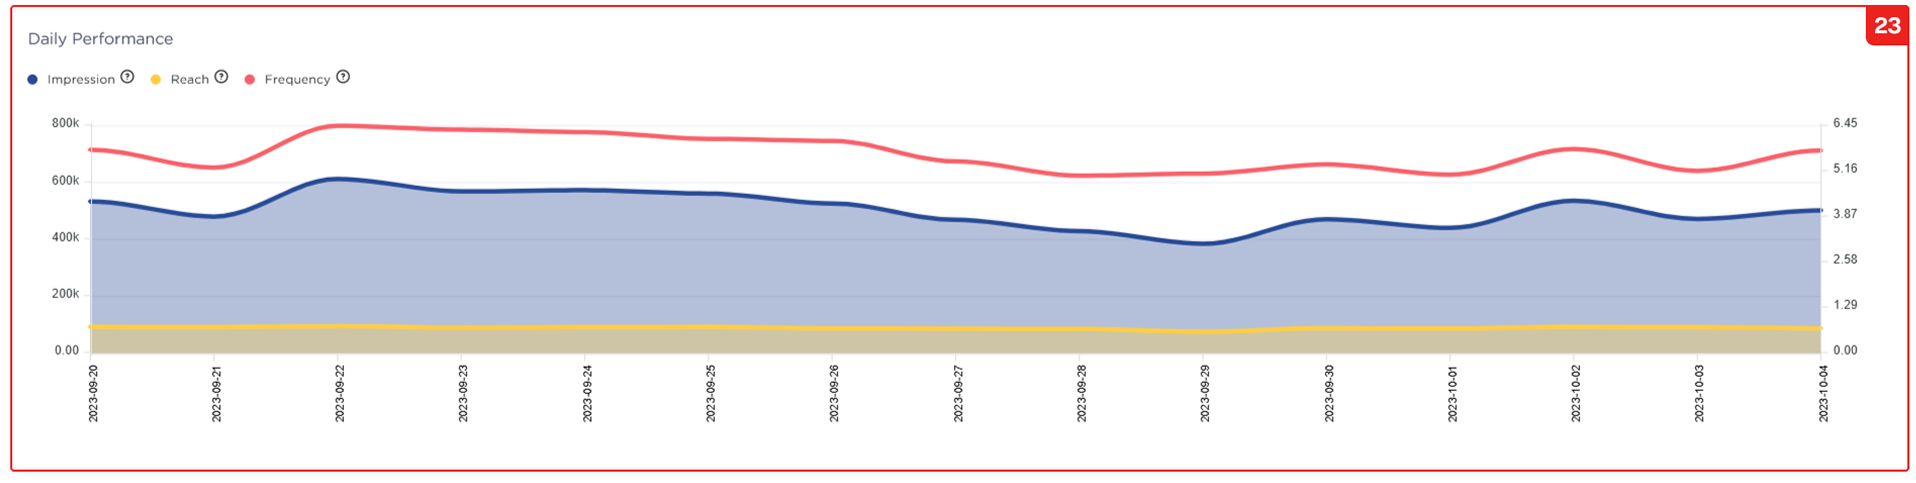 23
Daily Performance
Impression ? Reach ? Frequency ?
800k 6.45
600k 5.16
400k 3.87
2.58
200k 1.29
0.00 0.00
2023-09-20 2023-09-21 2023-09-22 2023-09-23 2023-09-24 2023-09-25 2023-09-26 2023-09-27 2023-09-28 2023-09-29 2023-09-30 2023-10-01 2023-10-02 2023-10-03 2023-10-04